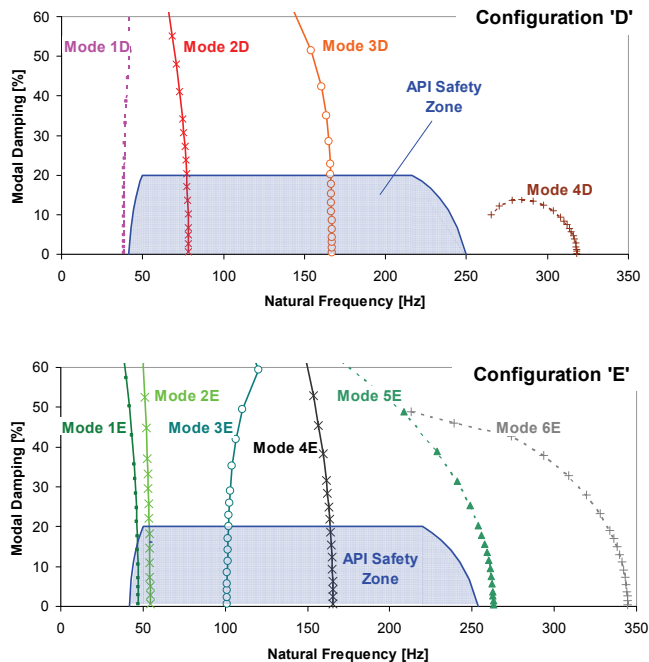 Configuration 'D'
60
50
40
30
20
10
0
Modal Damping [%]
Mode 1D
Mode 2D
Mode 3D
API Safety
Zone
Mode 4D
0 50 100 150 200 250 300 350
Natural Frequency [Hz]
Configuration 'E'
60
50
40
30
20
10
0
Modal Damping [%]
Mode 2E
Mode 5E
Mode 1E
Mode 3E
Mode 6E
Mode 4E
API Safety
Zone
0 50 100 150 200 250 300 350
Natural Frequency [Hz]